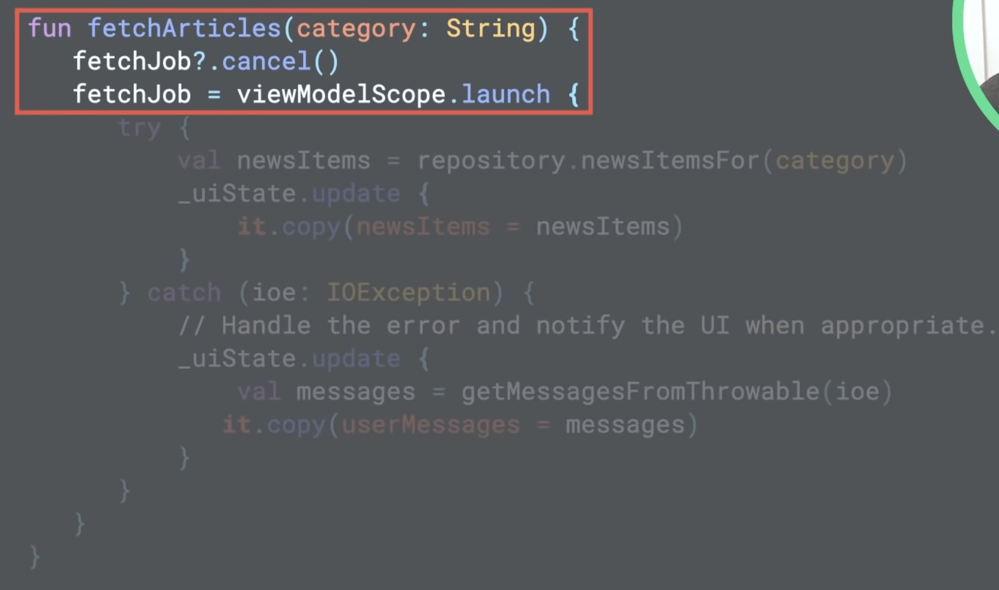 fun fetchArticles(category: String) {
fetchJob?.cancel()
fetchJob = viewModelScope.launch {
try {
val newsItems = repository.newsItemsFor(category)
_uiState.update {
it.copy(newsItems = newsItems)
}
} catch (ioe: IOException) {
// Handle the error and notify the UI when appropriate.
_uiState.update {
val messages = getMessagesFromThrowable(ioe)
it.copy(userMessages = messages)
}
}
}
}